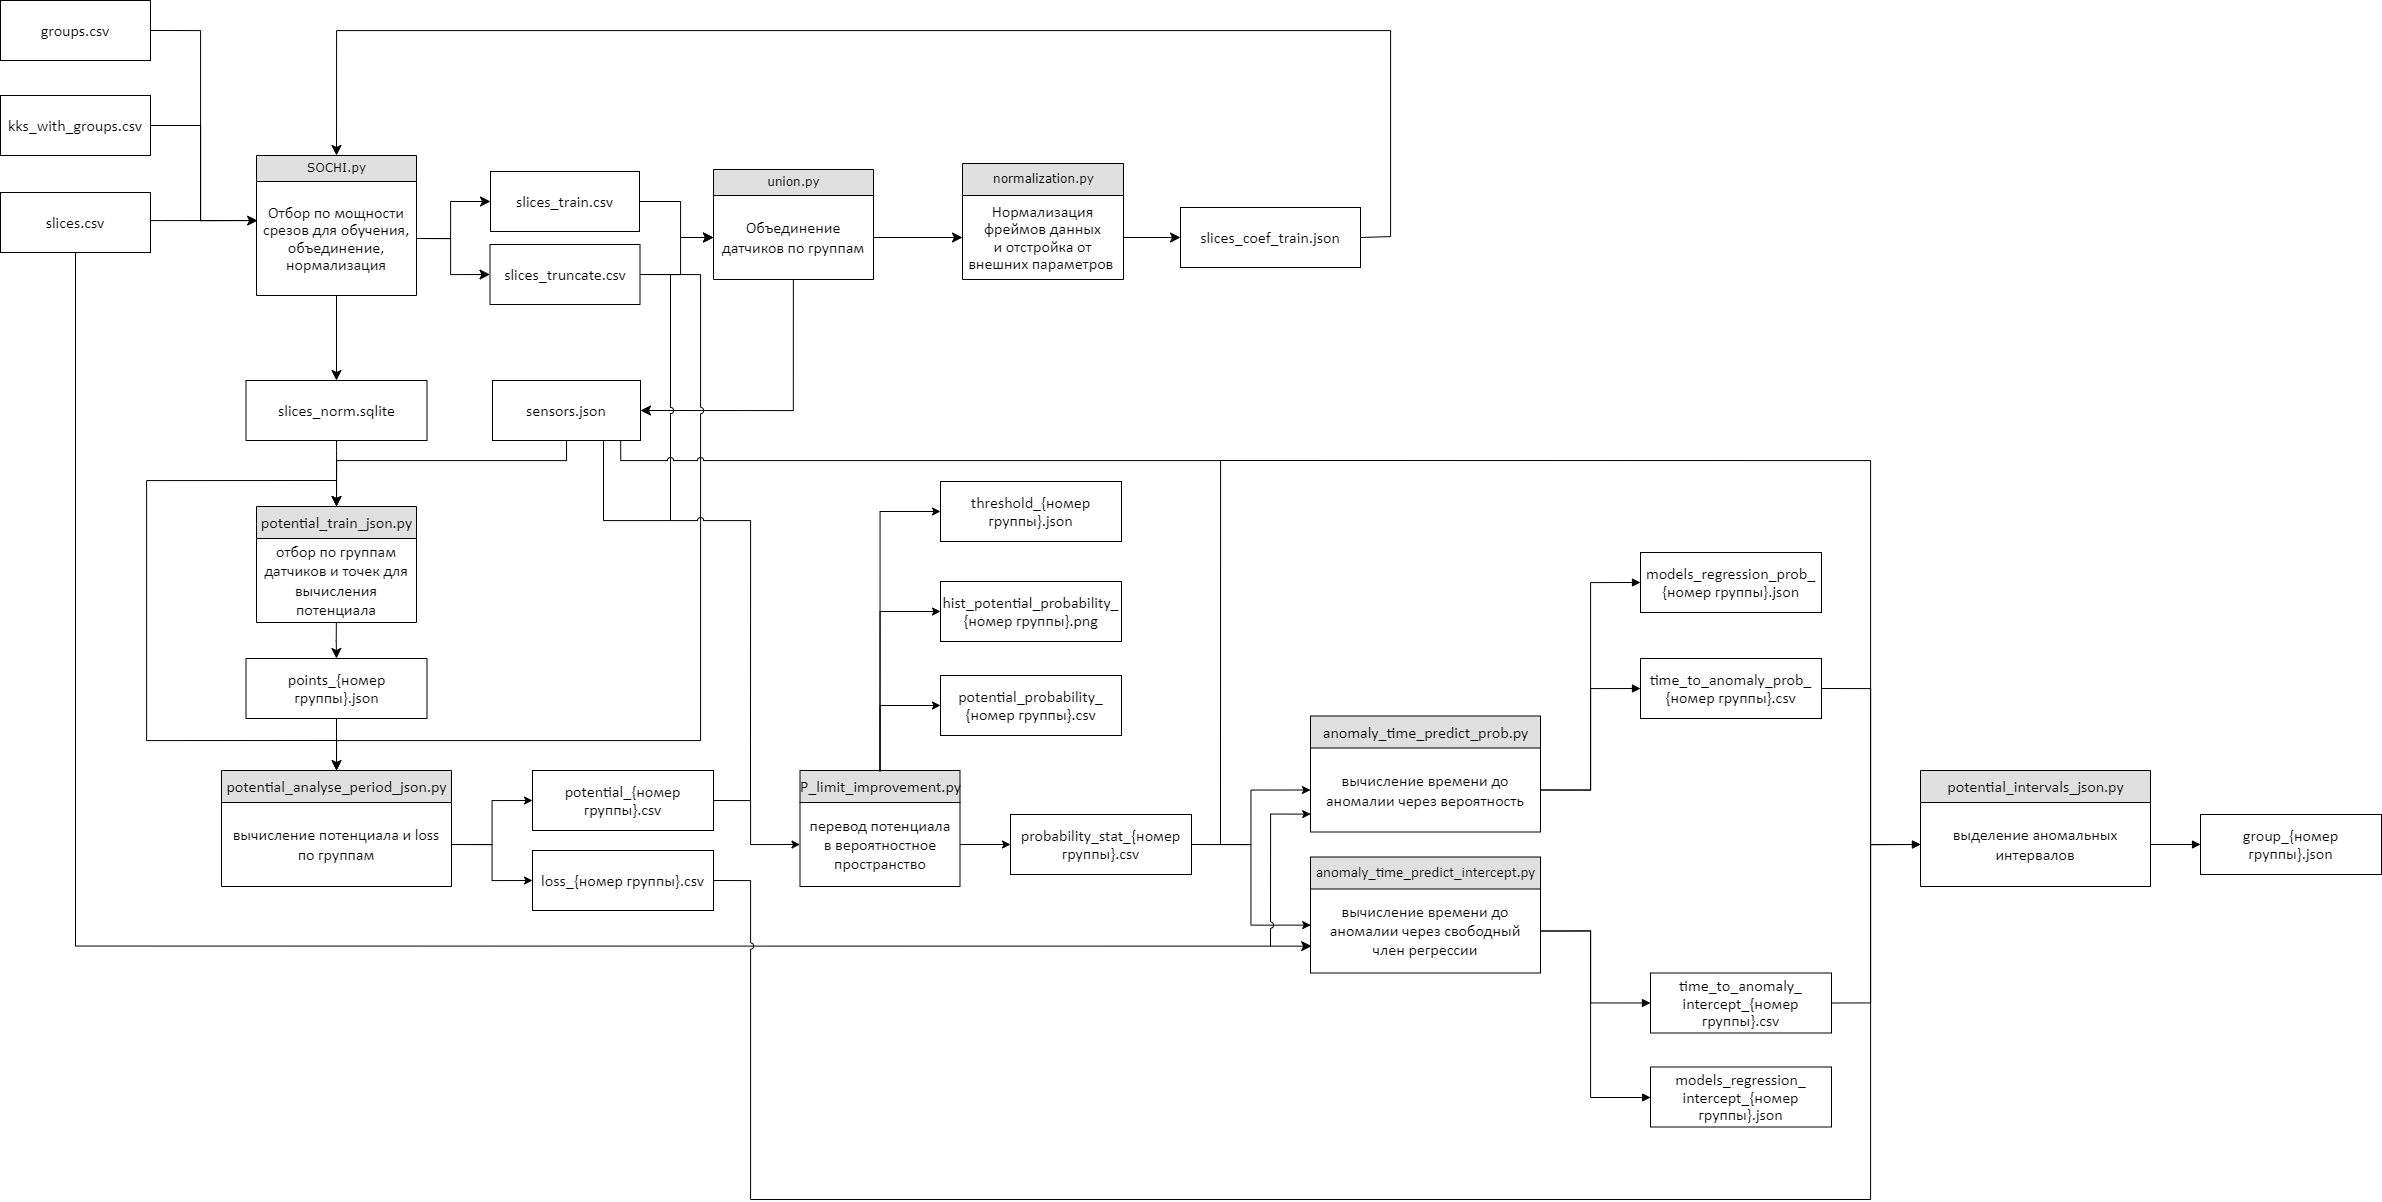 groups.csv
kks_with_groups.csv
slices.csv
SOCHI.py
Отбор по мощности
срезов для обучения,
объединение,
нормализация
slices_train.csv
slices_truncate.csv
union.py
Объединение
датчиков по группам
normalization.py
Нормализация
фреймов данных
и отстройка от
внешних параметров
slices_coef_train.json
slices_norm.sqlite
sensors.json
potential_train_json.py
отбор по группам
датчиков и точек для
вычисления
потенциала
points_{номер
группы}.json
potential_analyse_period_json.py
вычисление потенциала и loss
по группам
potential_{номер
группы}.csv
loss_{номер группы}.csv
threshold_{номер
группы}.json
hist_potential_probability_
{номер группы}.png
potential_probability_
{номер группы}.csv
P_limit_improvement.py
перевод потенциала
в вероятностное
пространство
probability_stat_{номер
группы}.csv
anomaly_time_predict_prob.py
вычисление времени до
аномалии через вероятность
anomaly_time_predict_intercept.py
вычисление времени до
аномалии через свободный
член регрессии
models_regression_prob_
{номер группы}.json
time_to_anomaly_prob_
{номер группы}.csv
time_to_anomaly_
intercept_{номер
группы}.csv
models_regression_
intercept_{номер
группы}.json
potential_intervals_json.py
выделение аномальных
интервалов
group_{номер
группы}.json